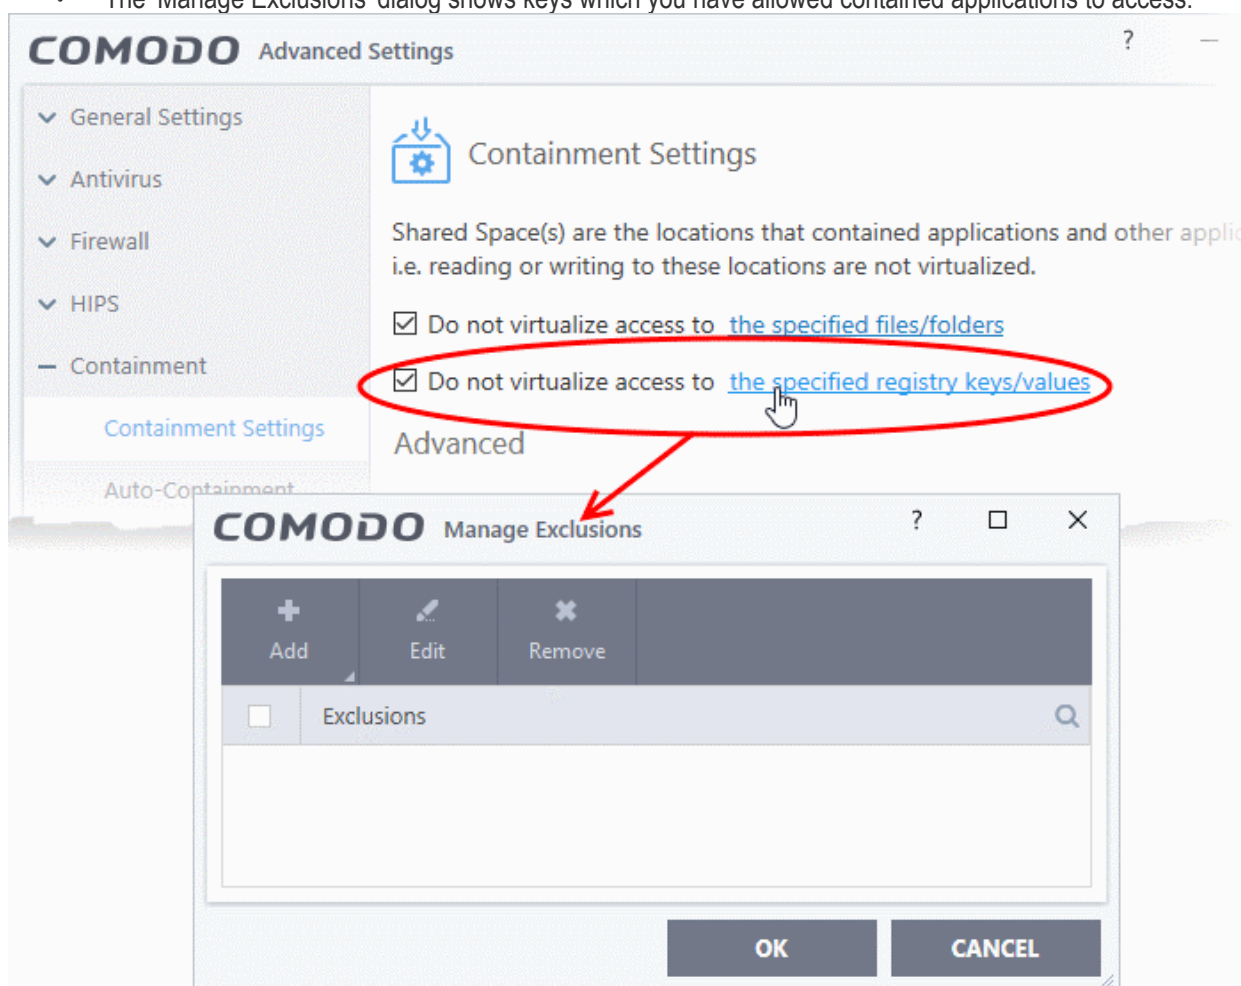 The 'Manage Exclusions' dialog shows keys which you have allowed contained applications to access.
COMODO Advanced Settings ?
General Settings
Antivirus
Firewall
HIPS
Containment
Containment Settings
Auto-Containment
Containment Settings
Shared Space(s) are the locations that contained applications and other
i.e. reading or writing to these locations are not virtualized.
Do not virtualize access to the specified files/folders
Do not virtualize access to the specified registry keys/values
Advanced
COMODO Manage Exclusions ?
Add
Edit
Remove
Exclusions
OK
CANCEL